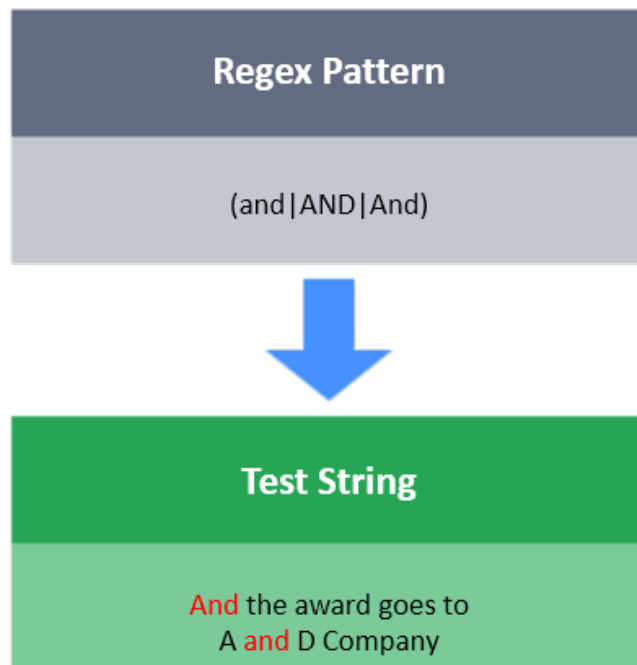 Regex Pattern
(and|AND|And)
Test String
And the award goes to
A and D Company